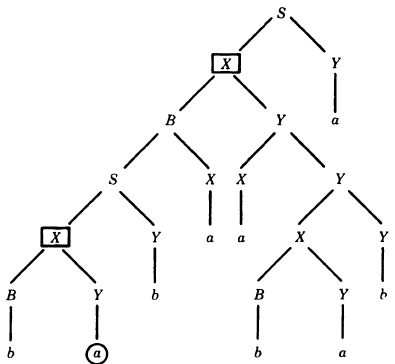 S
X Y
B Y a
S X X Y
X Y a a X Y
B Y b B Y b
b a b a